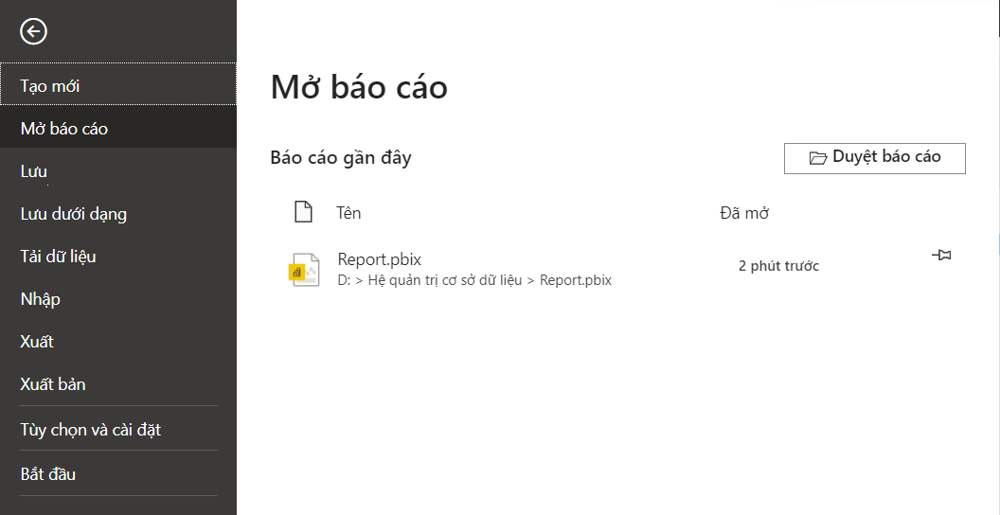 Tạo mới
Mở báo cáo
Lưu
Lưu dưới dạng
Tải dữ liệu
Nhập
Xuất
Xuất bản
Tùy chọn và cài đặt
Bắt đầu
Mở báo cáo
Báo cáo gần đây
Duyệt báo cáo
Tên Đã mở
Report.pbix
D: > Hệ quản trị cơ sở dữ liệu > Report.pbix
2 phút trước